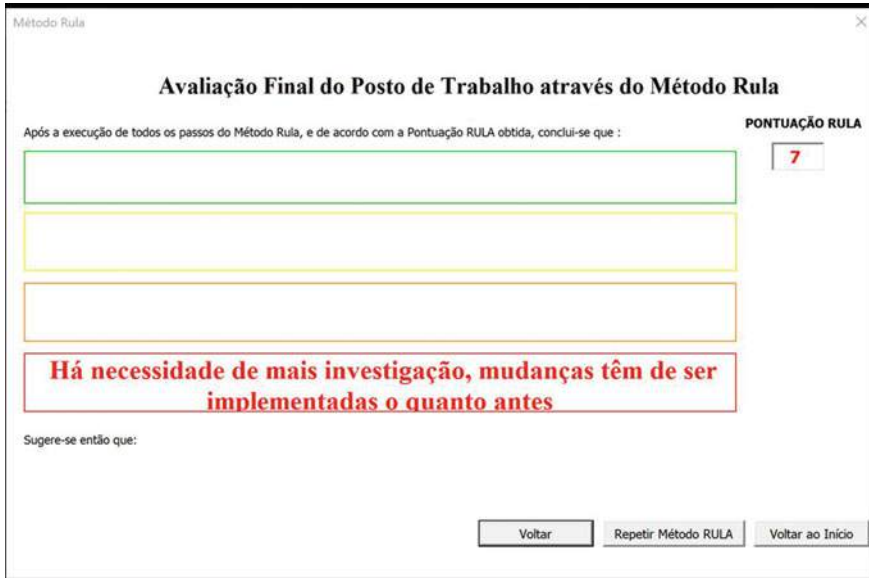 Método Rula
Avaliação Final do Posto de Trabalho através do Método Rula
Após a execução de todos os passos do Método Rula, e de acordo com a Pontuação RULA obtida, conclui-se que :
PONTUAÇÃO RULA
7
Há necessidade de mais investigação, mudanças têm de ser
implementadas o quanto antes
Sugere-se então que:
Voltar
Repetir Método RULA
Voltar ao Início